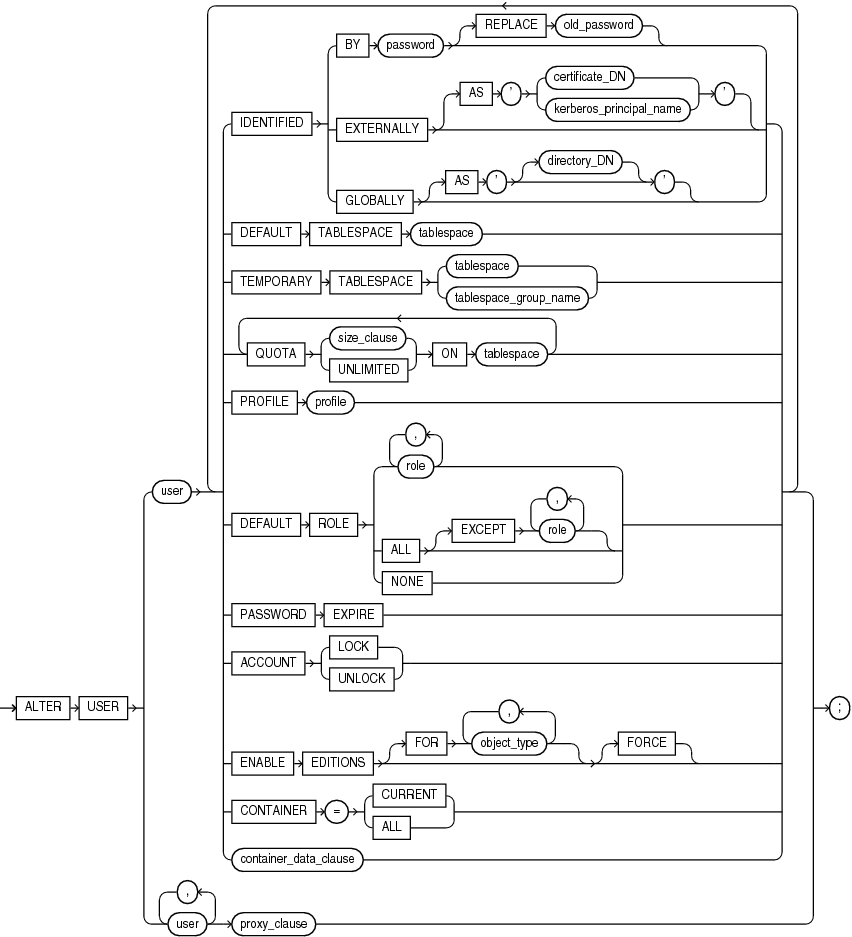 REPLACE old_password
BY password
AS ' certificate_DN '
kerberos_principal_name
IDENTIFIED EXTERNALLY
directory_DN
AS ' '
GLOBALLY
DEFAULT TABLESPACE tablespace
tablespace
TEMPORARY TABLESPACE
tablespace_group_name
size_clause
QUOTA ON tablespace
UNLIMITED
PROFILE profile
,
role
user
,
DEFAULT ROLE
EXCEPT role
ALL
NONE
PASSWORD EXPIRE
LOCK
ACCOUNT
UNLOCK
ALTER USER ;
,
FOR object_type FORCE
ENABLE EDITIONS
CURRENT
CONTAINER =
ALL
container_data_clause
,
user proxy_clause